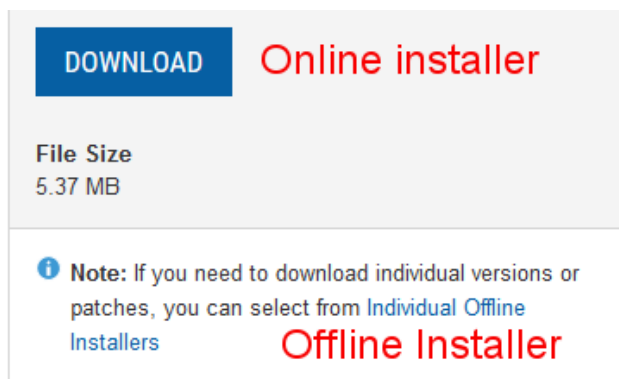 DOWNLOAD Online installer
File Size
5.37 MB
Note: If you need to download individual versions or
patches, you can select from Individual Offline
Installers Offline Installer